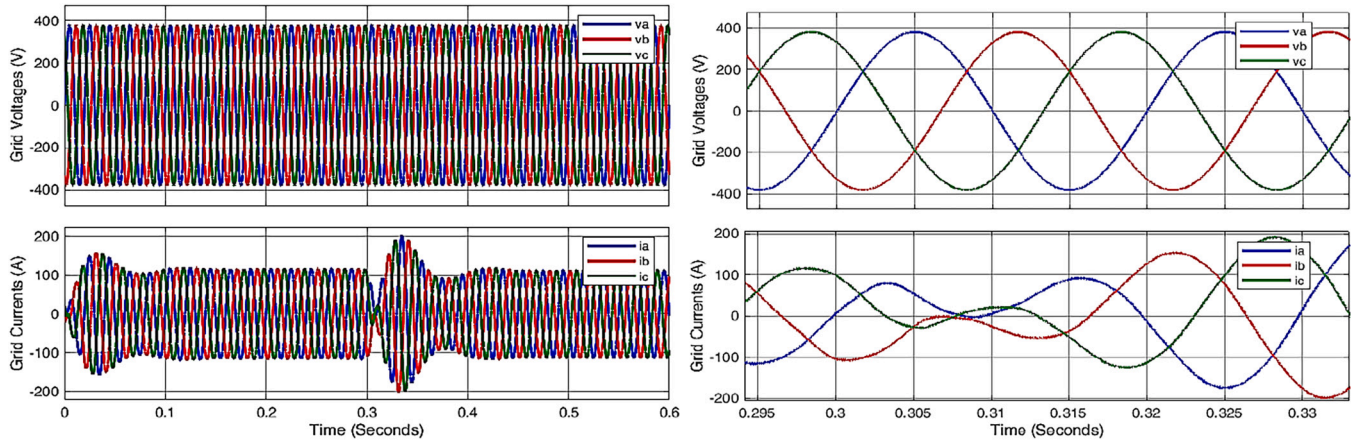 Grid Voltages (V)
400
200
0
-200
-400
va
vb
vc
Grid Currents (A)
200
100
0
-100
-200
ia
ib
ic
0 0.1 0.2 0.3 0.4 0.5 0.6
Time (Seconds)
Grid Voltages (V)
400
200
0
-200
-400
va
vb
vc
Grid Currents (A)
200
100
0
-100
-200
ia
ib
ic
0.295 0.3 0.305 0.31 0.315 0.32 0.325 0.33
Time (Seconds)